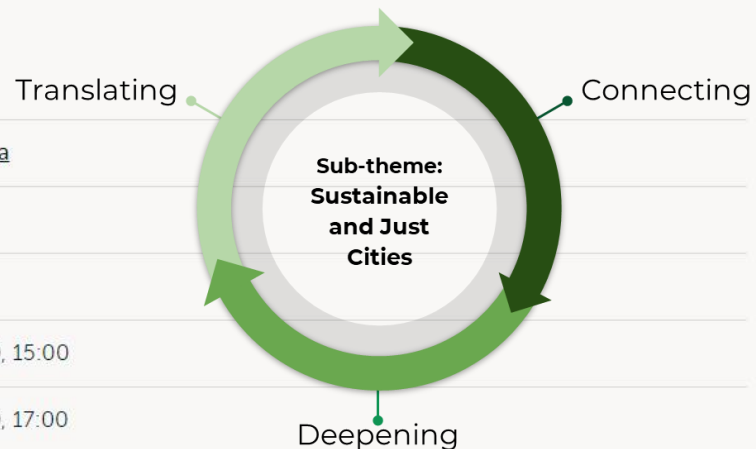 Translating
Connecting
a
Sub-theme:
Sustainable
and Just
Cities
, 15:00
, 17:00
Deepening